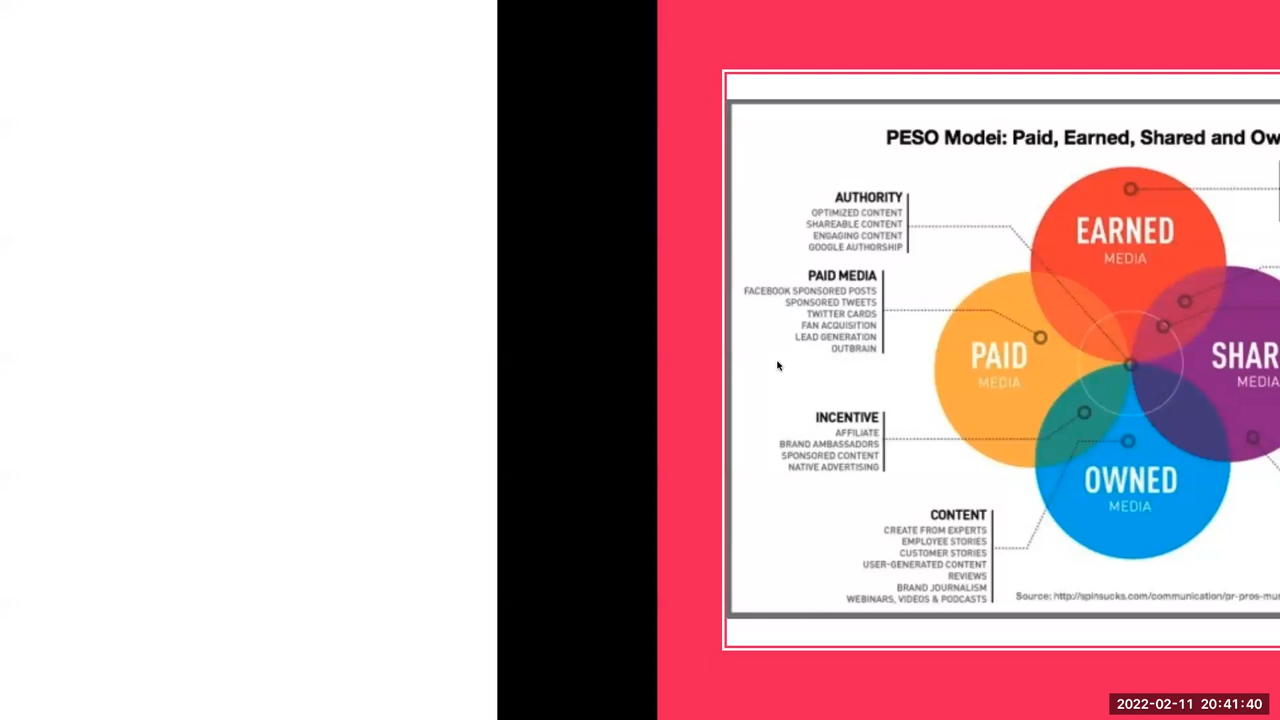 PESO Model: Paid, Earned, Shared and Ow
AUTHORITY
OPTIMIZED CONTENT
SHAREABLE CONTENT
ENGAGING CONTENT
GOOGLE AUTHORSHIP
PAID MEDIA
FACEBOOK SPONSORED POSTS
SPONSORED TWEETS
TWITTER CARDS
FAN ACQUISITION
LEAD GENERATION
OUTBRAIN
INCENTIVE
AFFILIATE
BRAND AMBASSADORS
SPONSORED CONTENT
NATIVE ADVERTISING
CONTENT
CREATE FROM EXPERTS
EMPLOYEE STORIES
CUSTOMER STORIES
USER-GENERATED CONTENT
REVIEWS
BRAND JOURNALISM
WEBINARS, VIDEOS & PODCASTS
EARNED
MEDIA
PAID
MEDIA
SHAR
MEDIA
OWNED
MEDIA
Source: http://spinsucks.com/communication/pr-pros-mu
2022-02-11 20:41:40